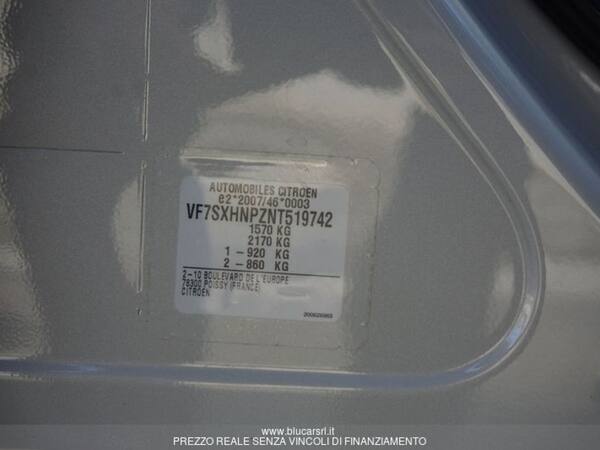 AUTOMOBILES CITROEN
e2*2007/46*0003
VF7SXHNPZNT519742
1570 KG
2170 KG
1 - 920 KG
2 - 860 KG
2-10 BOULEVARD DE L'EUROPE
78300 POISSY (FRANCE)
CITROEN
www.blucarsrl.it
PREZZO REALE SENZA VINCOLI DI FINANZIAMENTO